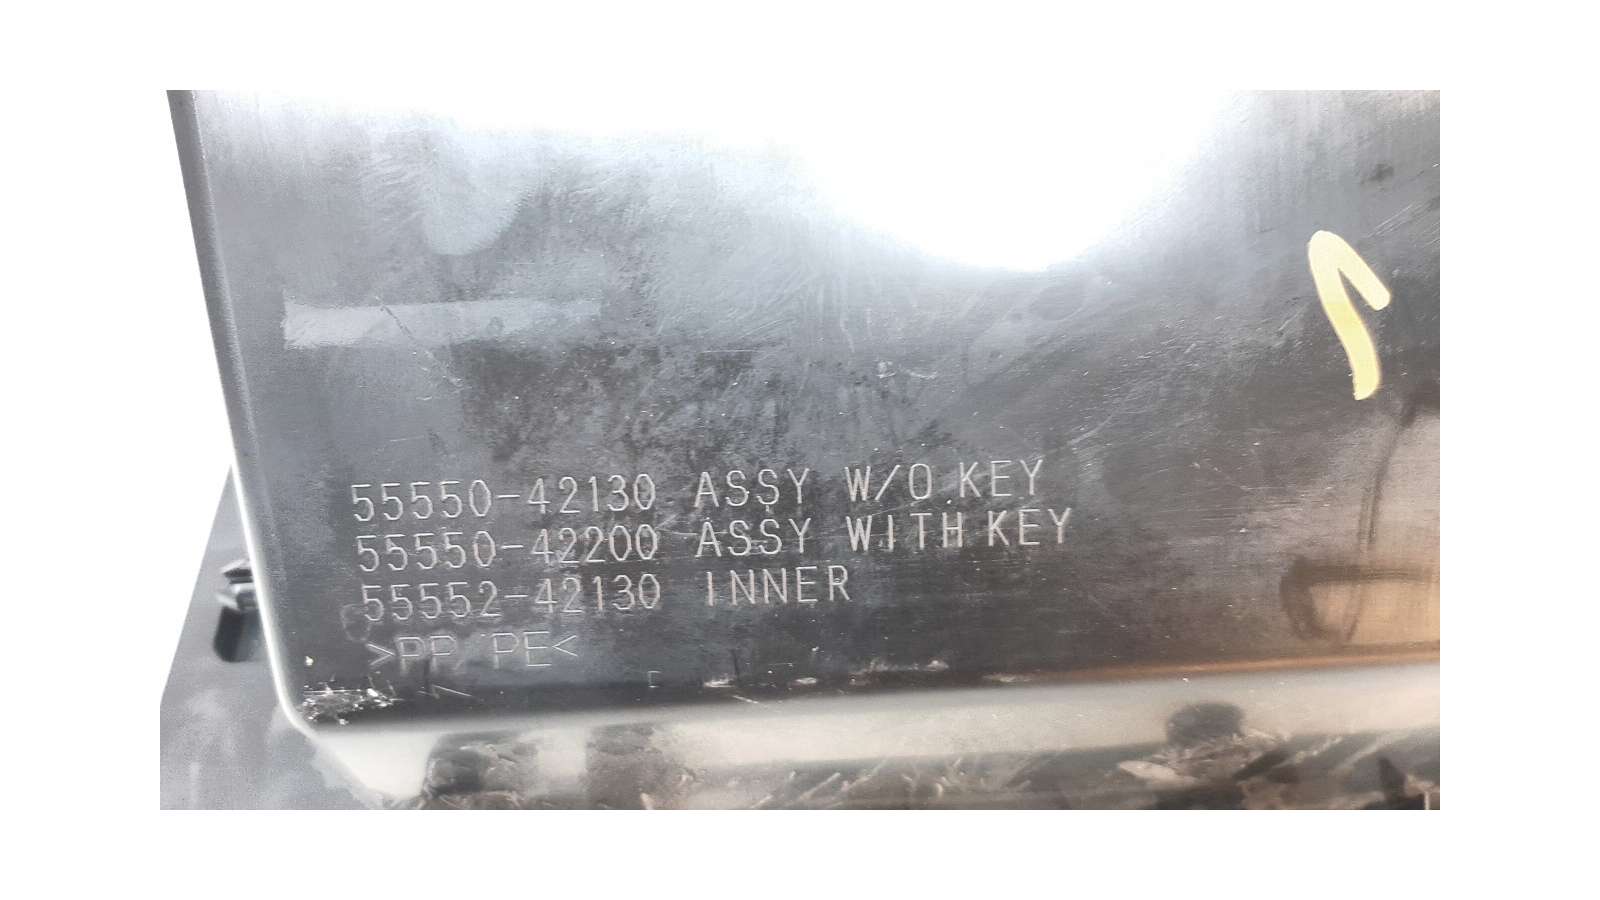 55550-42130 ASSY W/O KEY
55550-42200 ASSY WITH KEY
55552-42130 INNER
>PP/PE<